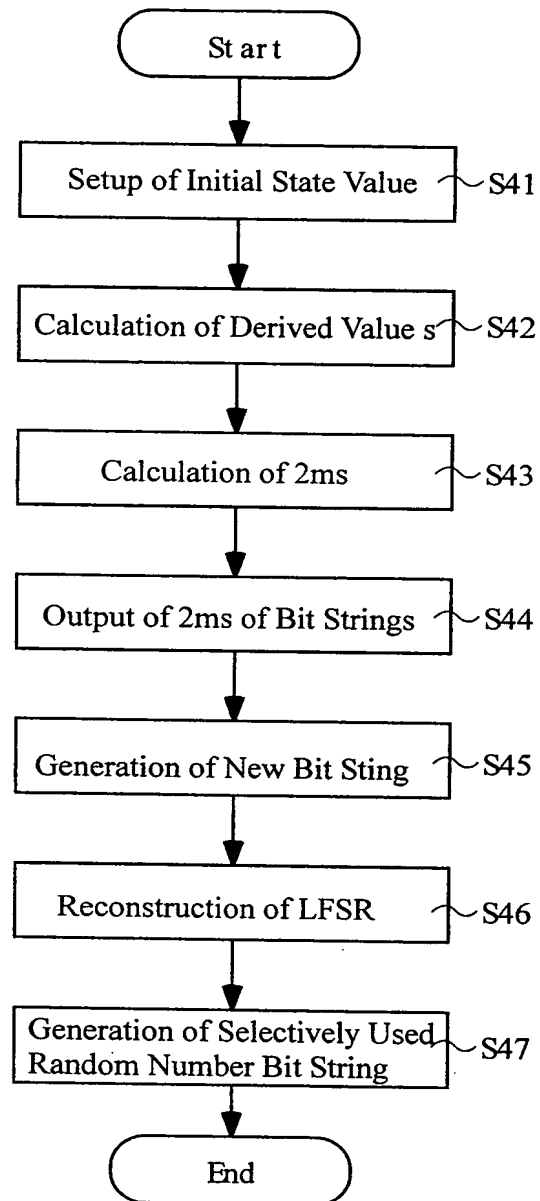 Start
Setup of Initial State Value
S41
Calculation of Derived Value s
S42
Calculation of 2ms
S43
Output of 2ms of Bit Strings
S44
Generation of New Bit Sting
S45
Reconstruction of LFSR
S46
Generation of Selectively Used
Random Number Bit String
S47
End